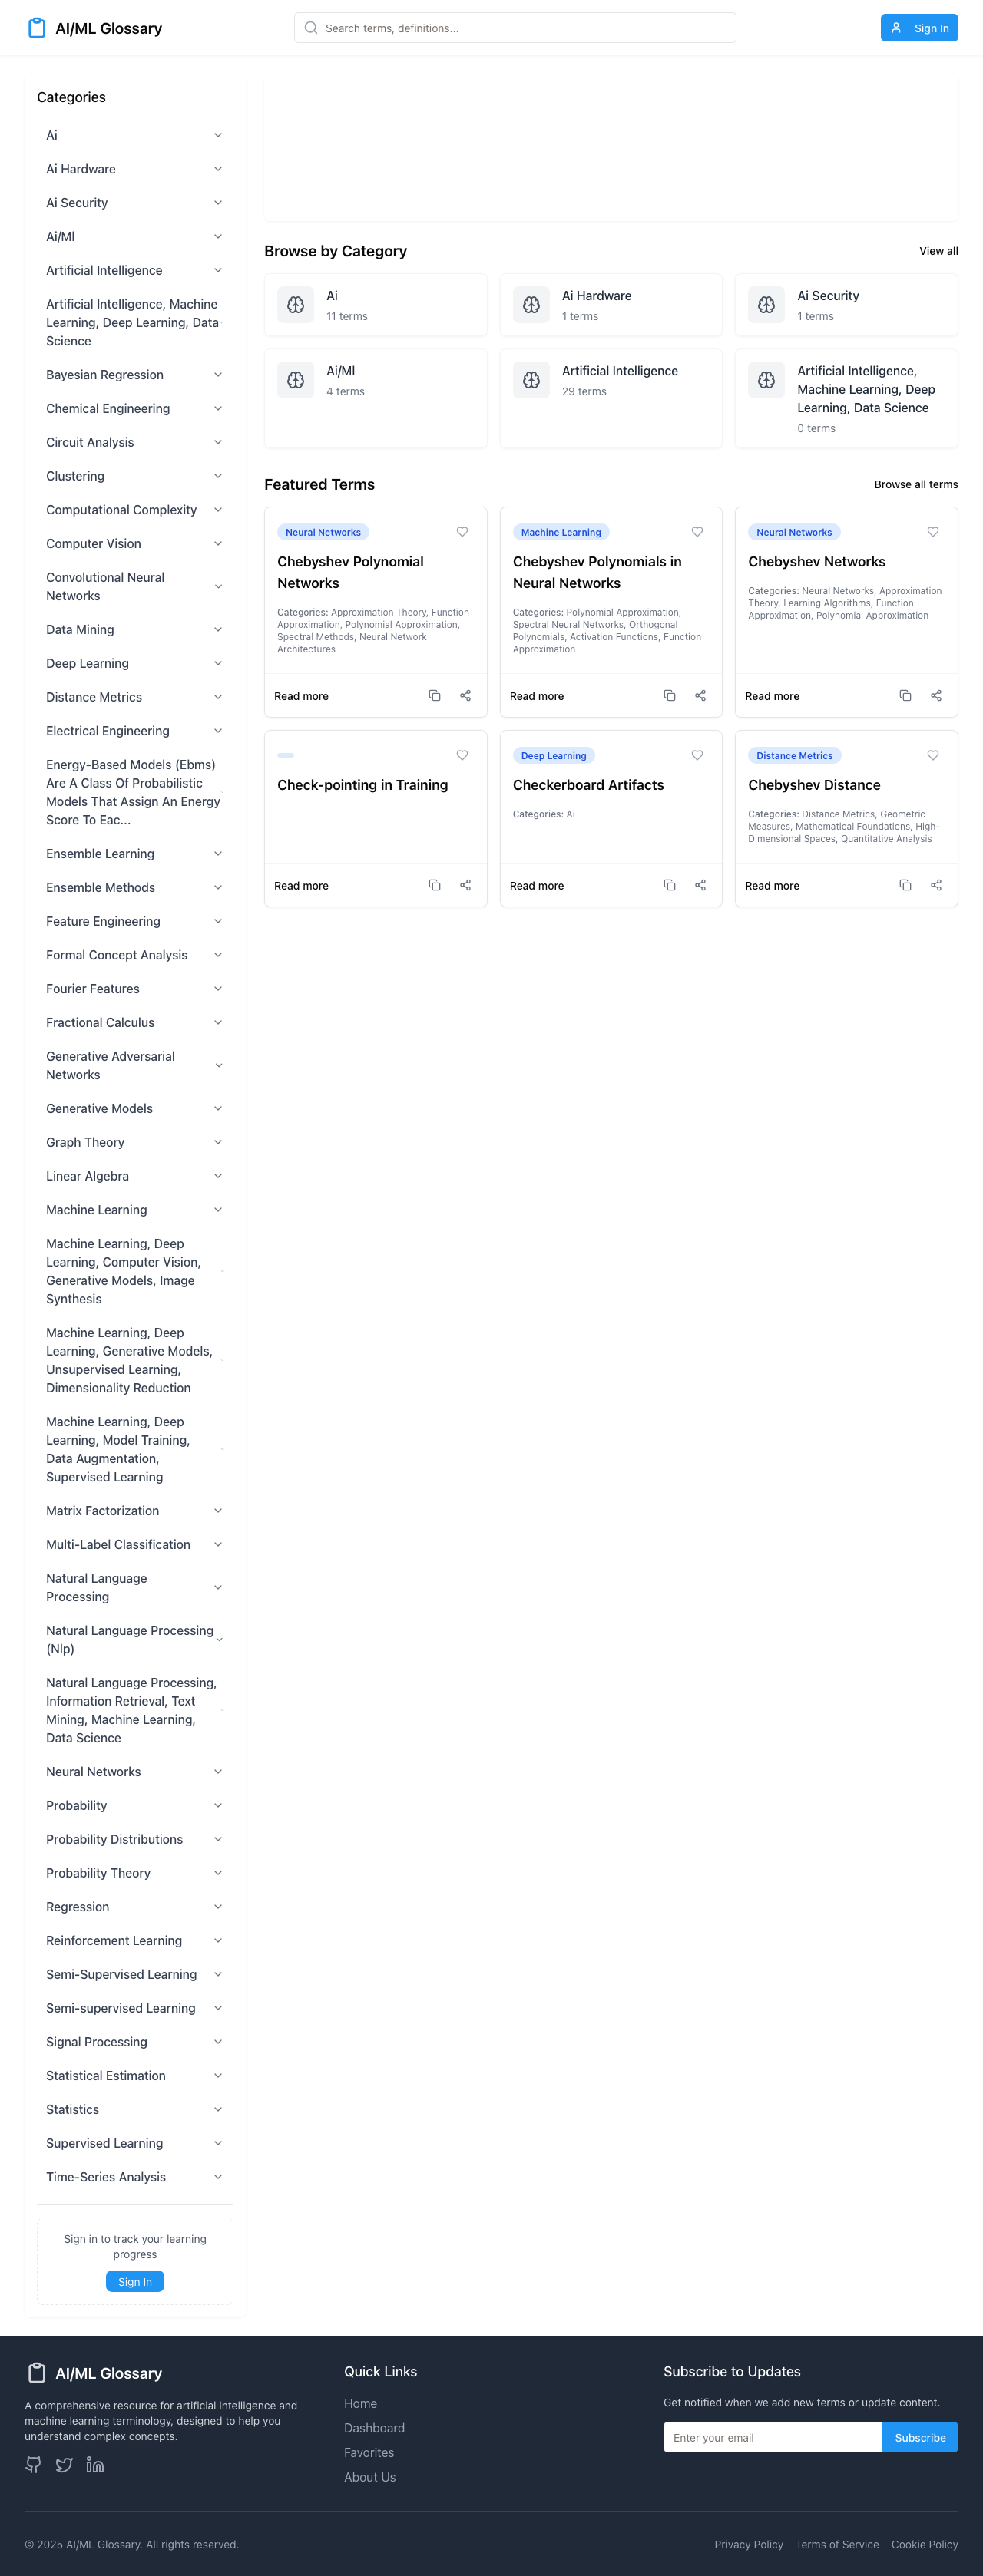 AI/ML Glossary
Search terms, definitions...
Sign In
Categories
Ai
Ai Hardware
Ai Security
Ai/Ml
Artificial Intelligence
Artificial Intelligence, Machine
Learning, Deep Learning, Data
Science
Bayesian Regression
Chemical Engineering
Circuit Analysis
Clustering
Computational Complexity
Computer Vision
Convolutional Neural
Networks
Data Mining
Deep Learning
Distance Metrics
Electrical Engineering
Energy-Based Models (Ebms)
Are A Class Of Probabilistic
Models That Assign An Energy
Score To Eac...
Ensemble Learning
Ensemble Methods
Feature Engineering
Formal Concept Analysis
Fourier Features
Fractional Calculus
Generative Adversarial
Networks
Generative Models
Graph Theory
Linear Algebra
Machine Learning
Machine Learning, Deep
Learning, Computer Vision,
Generative Models, Image
Synthesis
Machine Learning, Deep
Learning, Generative Models,
Unsupervised Learning,
Dimensionality Reduction
Machine Learning, Deep
Learning, Model Training,
Data Augmentation,
Supervised Learning
Matrix Factorization
Multi-Label Classification
Natural Language
Processing
Natural Language Processing
(Nlp)
Natural Language Processing,
Information Retrieval, Text
Mining, Machine Learning,
Data Science
Neural Networks
Probability
Probability Distributions
Probability Theory
Regression
Reinforcement Learning
Semi-Supervised Learning
Semi-supervised Learning
Signal Processing
Statistical Estimation
Statistics
Supervised Learning
Time-Series Analysis
Sign in to track your learning
progress
Sign In
Browse by Category
View all
Ai
11 terms
Ai Hardware
1 terms
Ai Security
1 terms
Ai/Ml
4 terms
Artificial Intelligence
29 terms
Artificial Intelligence,
Machine Learning, Deep
Learning, Data Science
0 terms
Featured Terms
Browse all terms
Neural Networks
Chebyshev Polynomial
Networks
Categories: Approximation Theory, Function
Approximation, Polynomial Approximation,
Spectral Methods, Neural Network
Architectures
Read more
Machine Learning
Chebyshev Polynomials in
Neural Networks
Categories: Polynomial Approximation,
Spectral Neural Networks, Orthogonal
Polynomials, Activation Functions, Function
Approximation
Read more
Neural Networks
Chebyshev Networks
Categories: Neural Networks, Approximation
Theory, Learning Algorithms, Function
Approximation, Polynomial Approximation
Read more
Check-pointing in Training
Read more
Deep Learning
Checkerboard Artifacts
Categories: Ai
Read more
Distance Metrics
Chebyshev Distance
Categories: Distance Metrics, Geometric
Measures, Mathematical Foundations, High-
Dimensional Spaces, Quantitative Analysis
Read more
AI/ML Glossary
A comprehensive resource for artificial intelligence and
machine learning terminology, designed to help you
understand complex concepts.
Quick Links
Home
Dashboard
Favorites
About Us
Subscribe to Updates
Get notified when we add new terms or update content.
Enter your email
Subscribe
© 2025 AI/ML Glossary. All rights reserved.
Privacy Policy
Terms of Service
Cookie Policy